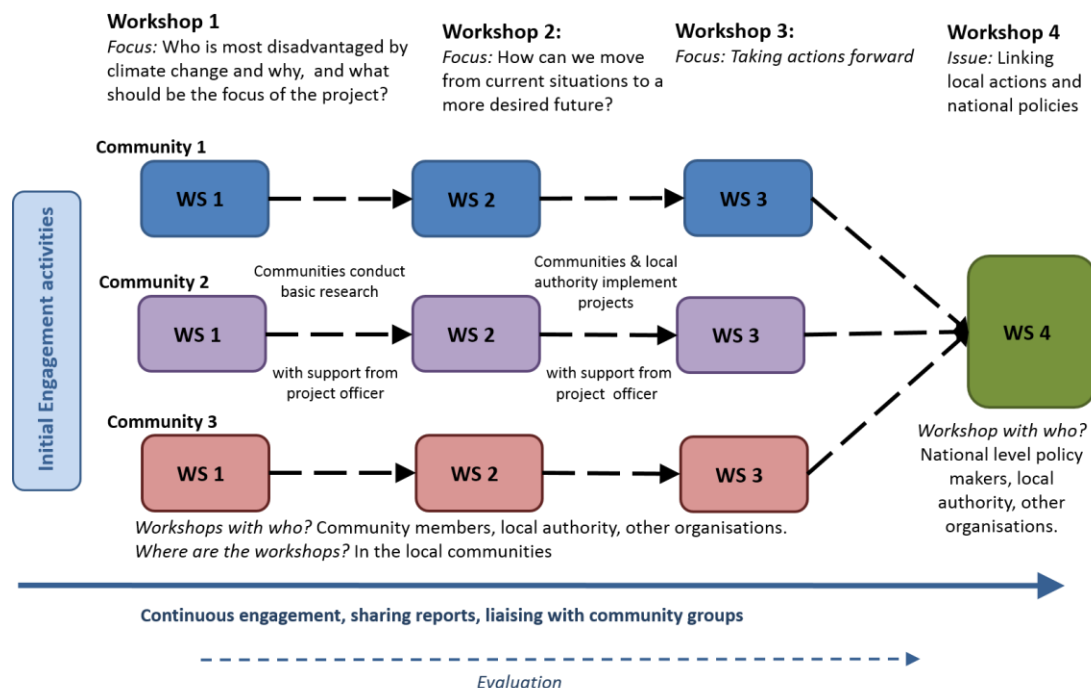 Workshop 1
Focus: Who is most disadvantaged by
climate change and why,  and what
should be the focus of the project?
Workshop 2:
Focus: How can we move
from current situations to a
more desired future?
Workshop 3:
Focus: Taking actions forward
Workshop 4
Issue: Linking
local actions and
national policies
Initial Engagement activities
Community 1
WS 1
WS 2
WS 3
Community 2
Communities conduct
basic research
Communities & local
authority implement
projects
WS 1
WS 2
WS 3
WS 4
with support from
project officer
with support from
project  officer
Community 3
WS 1
WS 2
WS 3
Workshops with who? Community members, local authority, other organisations.
Where are the workshops? In the local communities
Workshop with who?
National level policy
makers, local
authority, other
organisations.
Continuous engagement, sharing reports, liaising with community groups
Evaluation